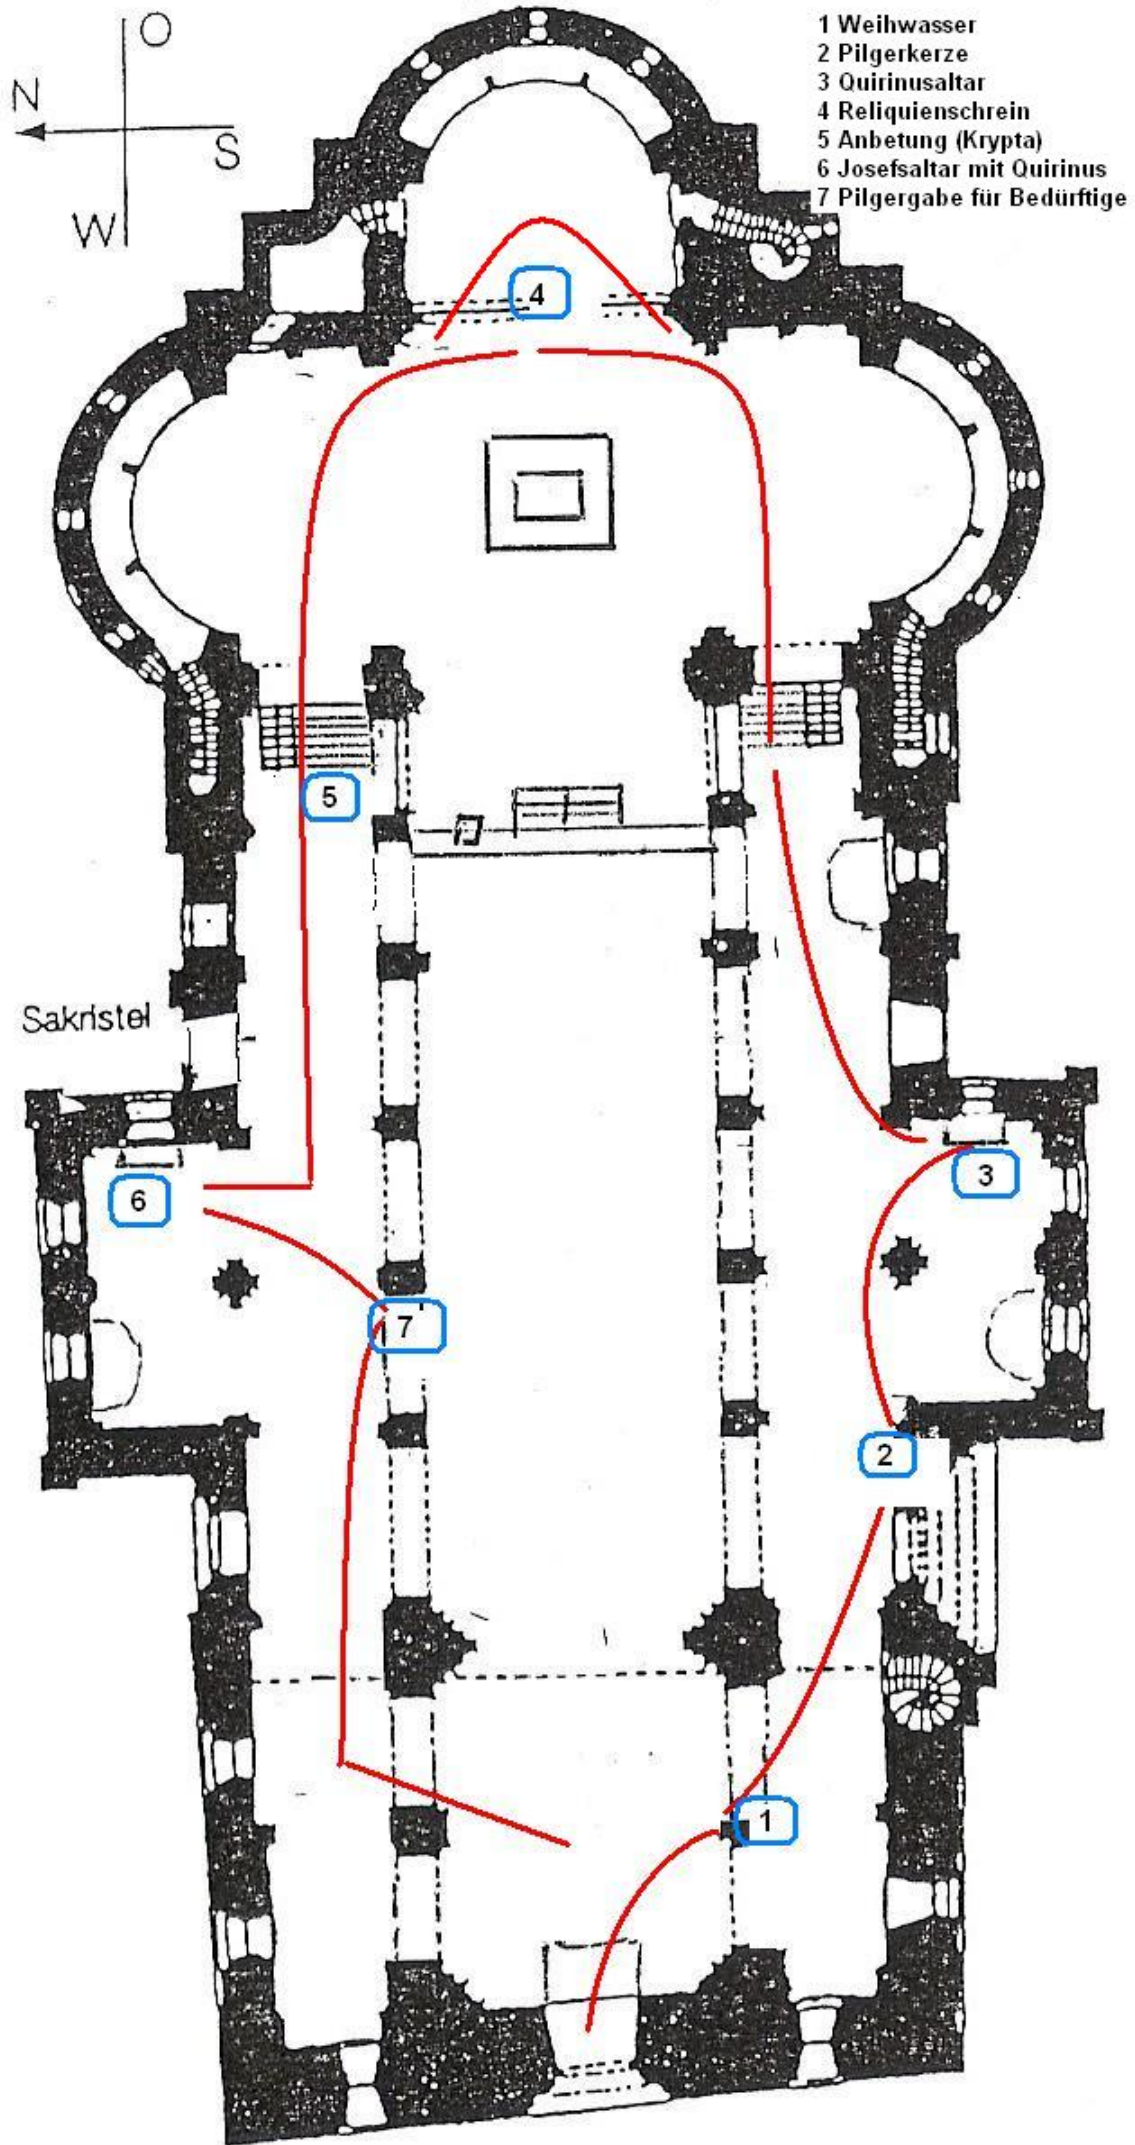 O
N
S
W
1 Weihwasser
2 Pilgerkerze
3 Quirinusaltar
4 Reliquienschrein
5 Anbetung (Krypta)
6 Josefsaltar mit Quirinus
7 Pilgergabe für Bedürftige
4
5
Sakristei
6
3
7
2
1